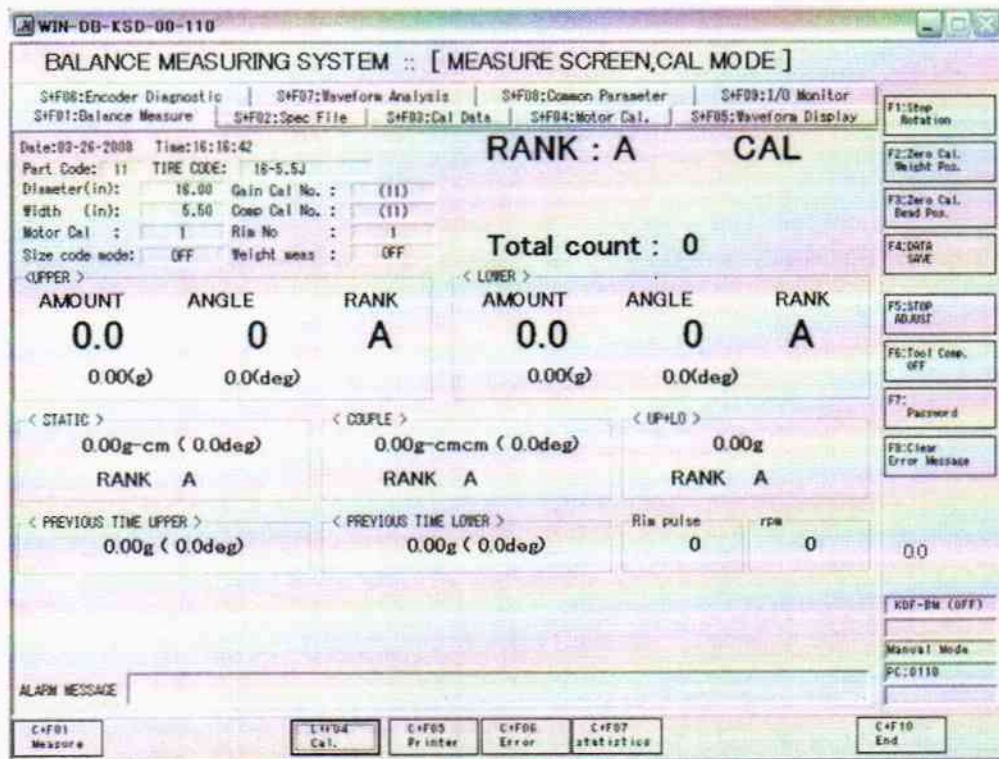 WIN-DB-KSD-00-110
BALANCE MEASURING SYSTEM :: [ MEASURE SCREEN,CAL MODE ]
S+F06:Encoder Diagnostic S+F07:Waveform Analysis S+F08:Common Parameter S+F09:I/O Monitor
S+F01:Balance Measure S+F02:Spec File S+F03:Cal Data S+F04:Motor Cal. S+F05:Waveform Display
Date:03-26-2008 Time:16:16:42
RANK : A CAL
Part Code: 11 TIRE CODE: 16-5.5J
Diameter(in): 16.00 Gain Cal No. : (11)
Width (in): 5.50 Comp Cal No. : (11)
Motor Cal : 1 Rim No : 1
Size code mode: OFF Weight meas : OFF
Total count : 0
<UPPER > < LOWER >
AMOUNT ANGLE RANK AMOUNT ANGLE RANK
0.0 0 A 0.0 0 A
0.00(g) 0.0(deg) 0.00(g) 0.0(deg)
< STATIC > < COUPLE > < UP+LO >
0.00g-cm ( 0.0deg) 0.00g-cmcm ( 0.0deg) 0.00g
RANK A RANK A RANK A
< PREVIOUS TIME UPPER > < PREVIOUS TIME LOWER > Rim pulse rpm
0.00g ( 0.0deg) 0.00g ( 0.0deg) 0 0
ALARM MESSAGE
F1:Stop
Rotation
F2:Zero Cal.
Weight Pos.
F3:Zero Cal.
Bead Pos.
F4:DATA
SAVE
F5:STOP
ADJUST
F6:Tool Comp.
OFF
F7:
Password
F8:Clear
Error Message
0.0
KDF-BM (OFF)
Manual Mode
PC:0110
C+F01
Measure
C+F04
Cal.
C+F05
Printer
C+F06
Error
C+F07
statistics
C+F10
End